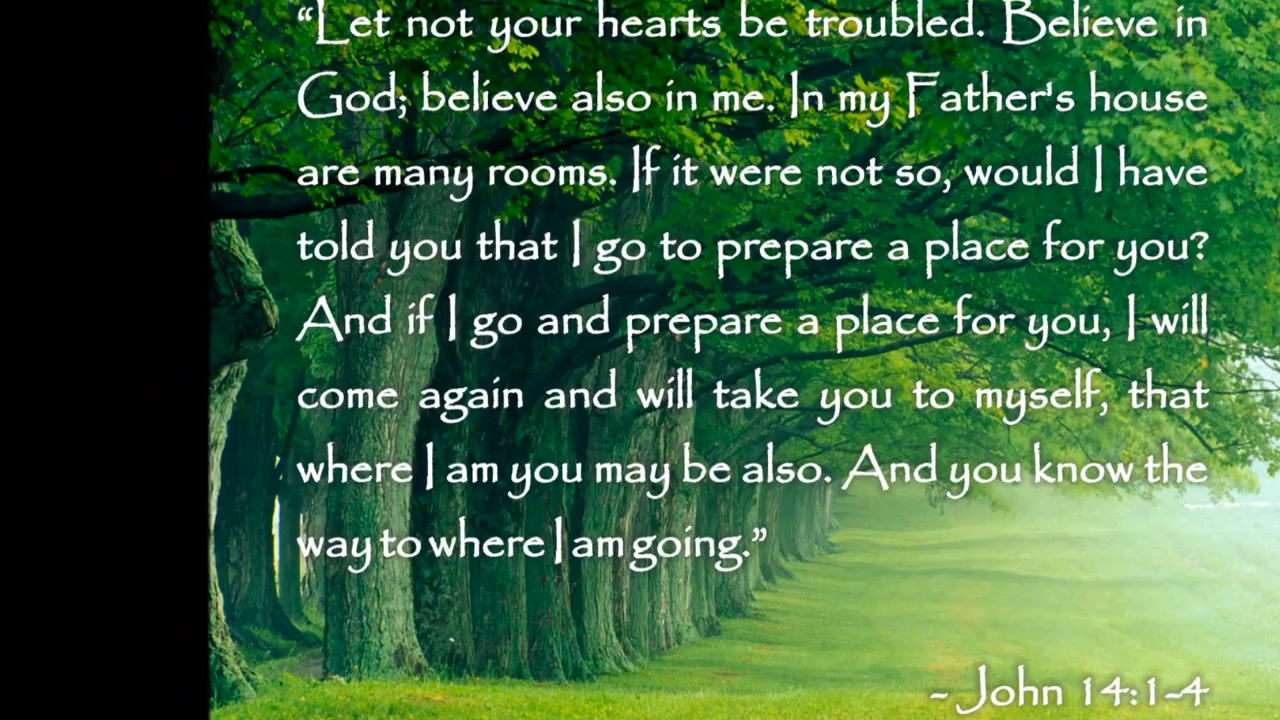 “Let not your hearts be troubled. Believe in
God; believe also in me. In my Father's house
are many rooms. If it were not so, would I have
told you that I go to prepare a place for you?
And if I go and prepare a place for you, I will
come again and will take you to myself, that
where I am you may be also. And you know the
way to where I am going.”
- John 14:1-4